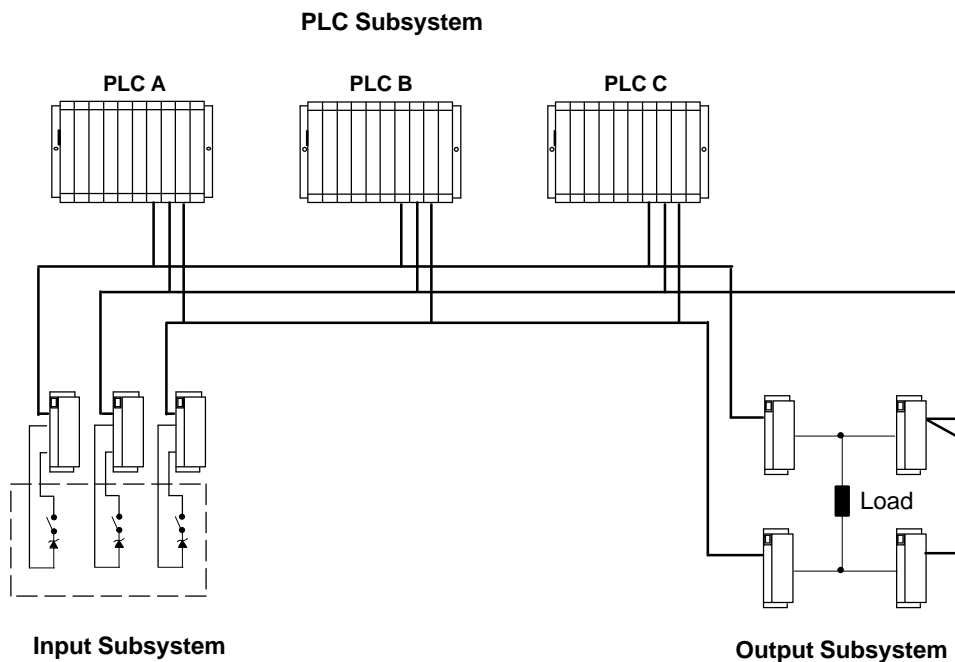 PLC Subsystem
PLC A
PLC B
PLC C
Load
Input Subsystem
Output Subsystem